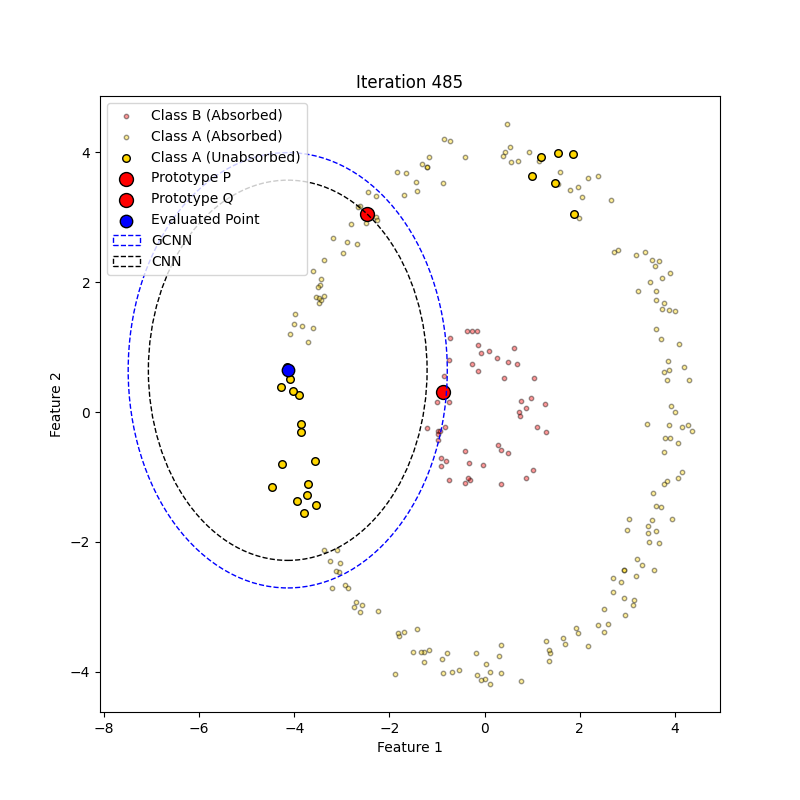 Iteration 485
Class B (Absorbed)
Class A (Absorbed)
Class A (Unabsorbed)
Prototype P
Prototype Q
Evaluated Point
GCNN
CNN
4
2
0
−2
−4
Feature 2
−8
−6
−4
−2
0
2
4
Feature 1